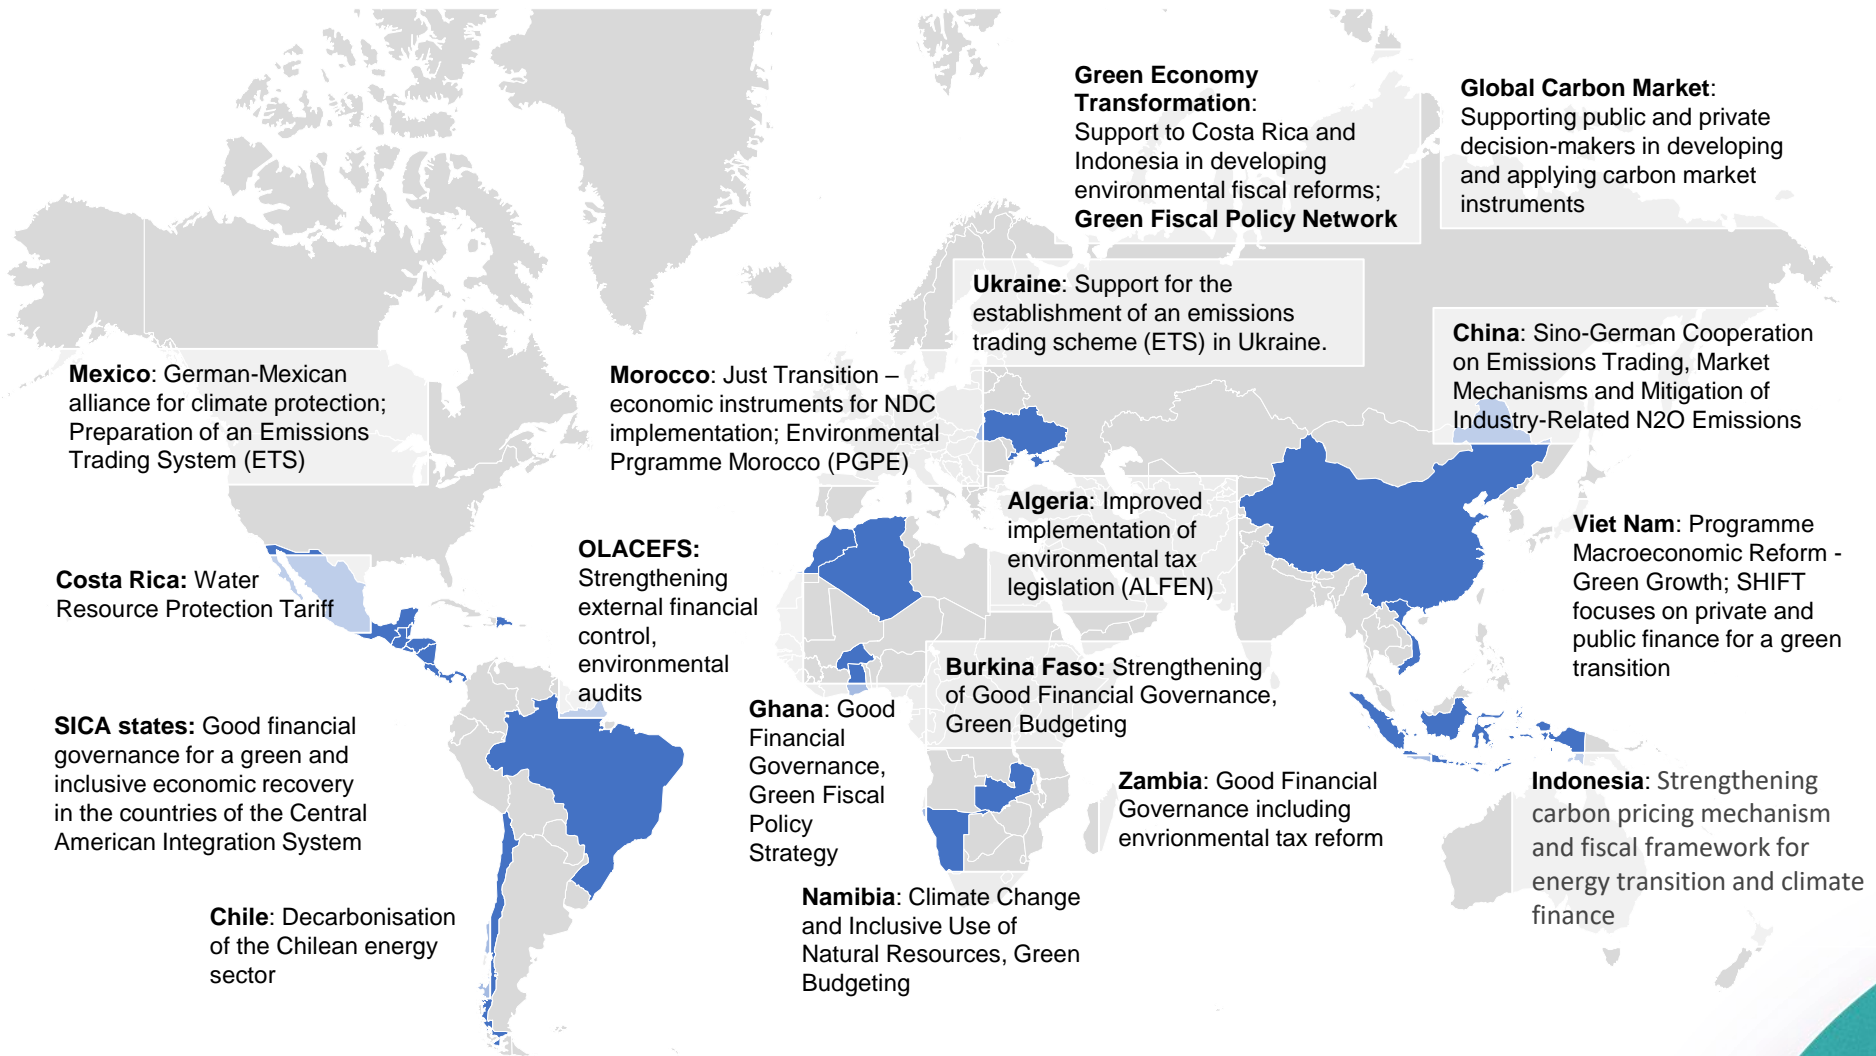 Green Economy
Transformation:
Support to Costa Rica and
Indonesia in developing
environmental fiscal reforms;
Green Fiscal Policy Network
Global Carbon Market:
Supporting public and private
decision-makers in developing
and applying carbon market
instruments
Ukraine: Support for the
establishment of an emissions
trading scheme (ETS) in Ukraine.
China: Sino-German Cooperation
on Emissions Trading, Market
Mechanisms and Mitigation of
Industry-Related N2O Emissions
Mexico: German-Mexican
alliance for climate protection;
Preparation of an Emissions
Trading System (ETS)
Morocco: Just Transition –
economic instruments for NDC
implementation; Environmental
Prgramme Morocco (PGPE)
Algeria: Improved
implementation of
environmental tax
legislation (ALFEN)
Viet Nam: Programme
Macroeconomic Reform -
Green Growth; SHIFT
focuses on private and
public finance for a green
transition
OLACEFS:
Strengthening
external financial
control,
environmental
audits
Costa Rica: Water
Resource Protection Tariff
Burkina Faso: Strengthening
of Good Financial Governance,
Green Budgeting
Ghana: Good
Financial
Governance,
Green Fiscal
Policy
Strategy
SICA states: Good financial
governance for a green and
inclusive economic recovery
in the countries of the Central
American Integration System
Zambia: Good Financial
Governance including
envrionmental tax reform
Indonesia: Strengthening
carbon pricing mechanism
and fiscal framework for
energy transition and climate
finance
Namibia: Climate Change
and Inclusive Use of
Natural Resources, Green
Budgeting
Chile: Decarbonisation
of the Chilean energy
sector